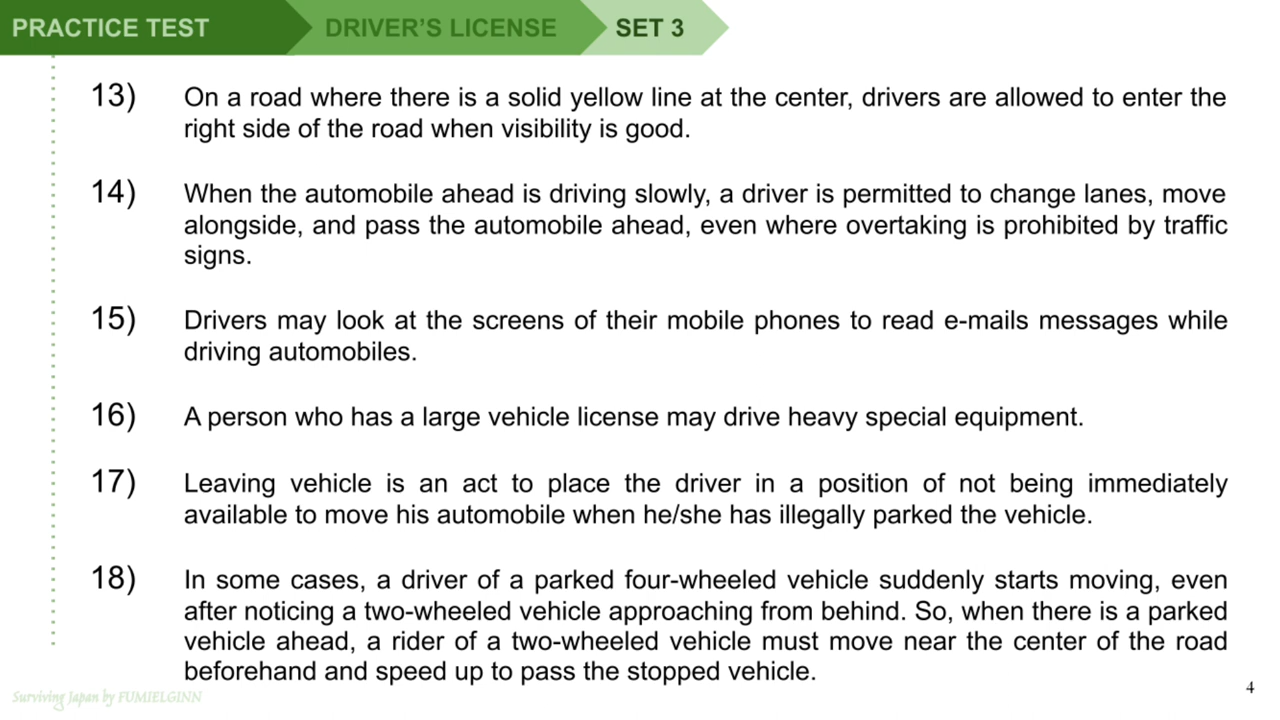 PRACTICE TEST DRIVER’S LICENSE SET 3
13) On a road where there is a solid yellow line at the center, drivers are allowed to enter the
right side of the road when visibility is good.
14) When the automobile ahead is driving slowly, a driver is permitted to change lanes, move
alongside, and pass the automobile ahead, even where overtaking is prohibited by traffic
signs.
15) Drivers may look at the screens of their mobile phones to read e-mails messages while
driving automobiles.
16) A person who has a large vehicle license may drive heavy special equipment.
17) Leaving vehicle is an act to place the driver in a position of not being immediately
available to move his automobile when he/she has illegally parked the vehicle.
18) In some cases, a driver of a parked four-wheeled vehicle suddenly starts moving, even
after noticing a two-wheeled vehicle approaching from behind. So, when there is a parked
vehicle ahead, a rider of a two-wheeled vehicle must move near the center of the road
beforehand and speed up to pass the stopped vehicle.
Surviving Japan by FUMIELGINN
4